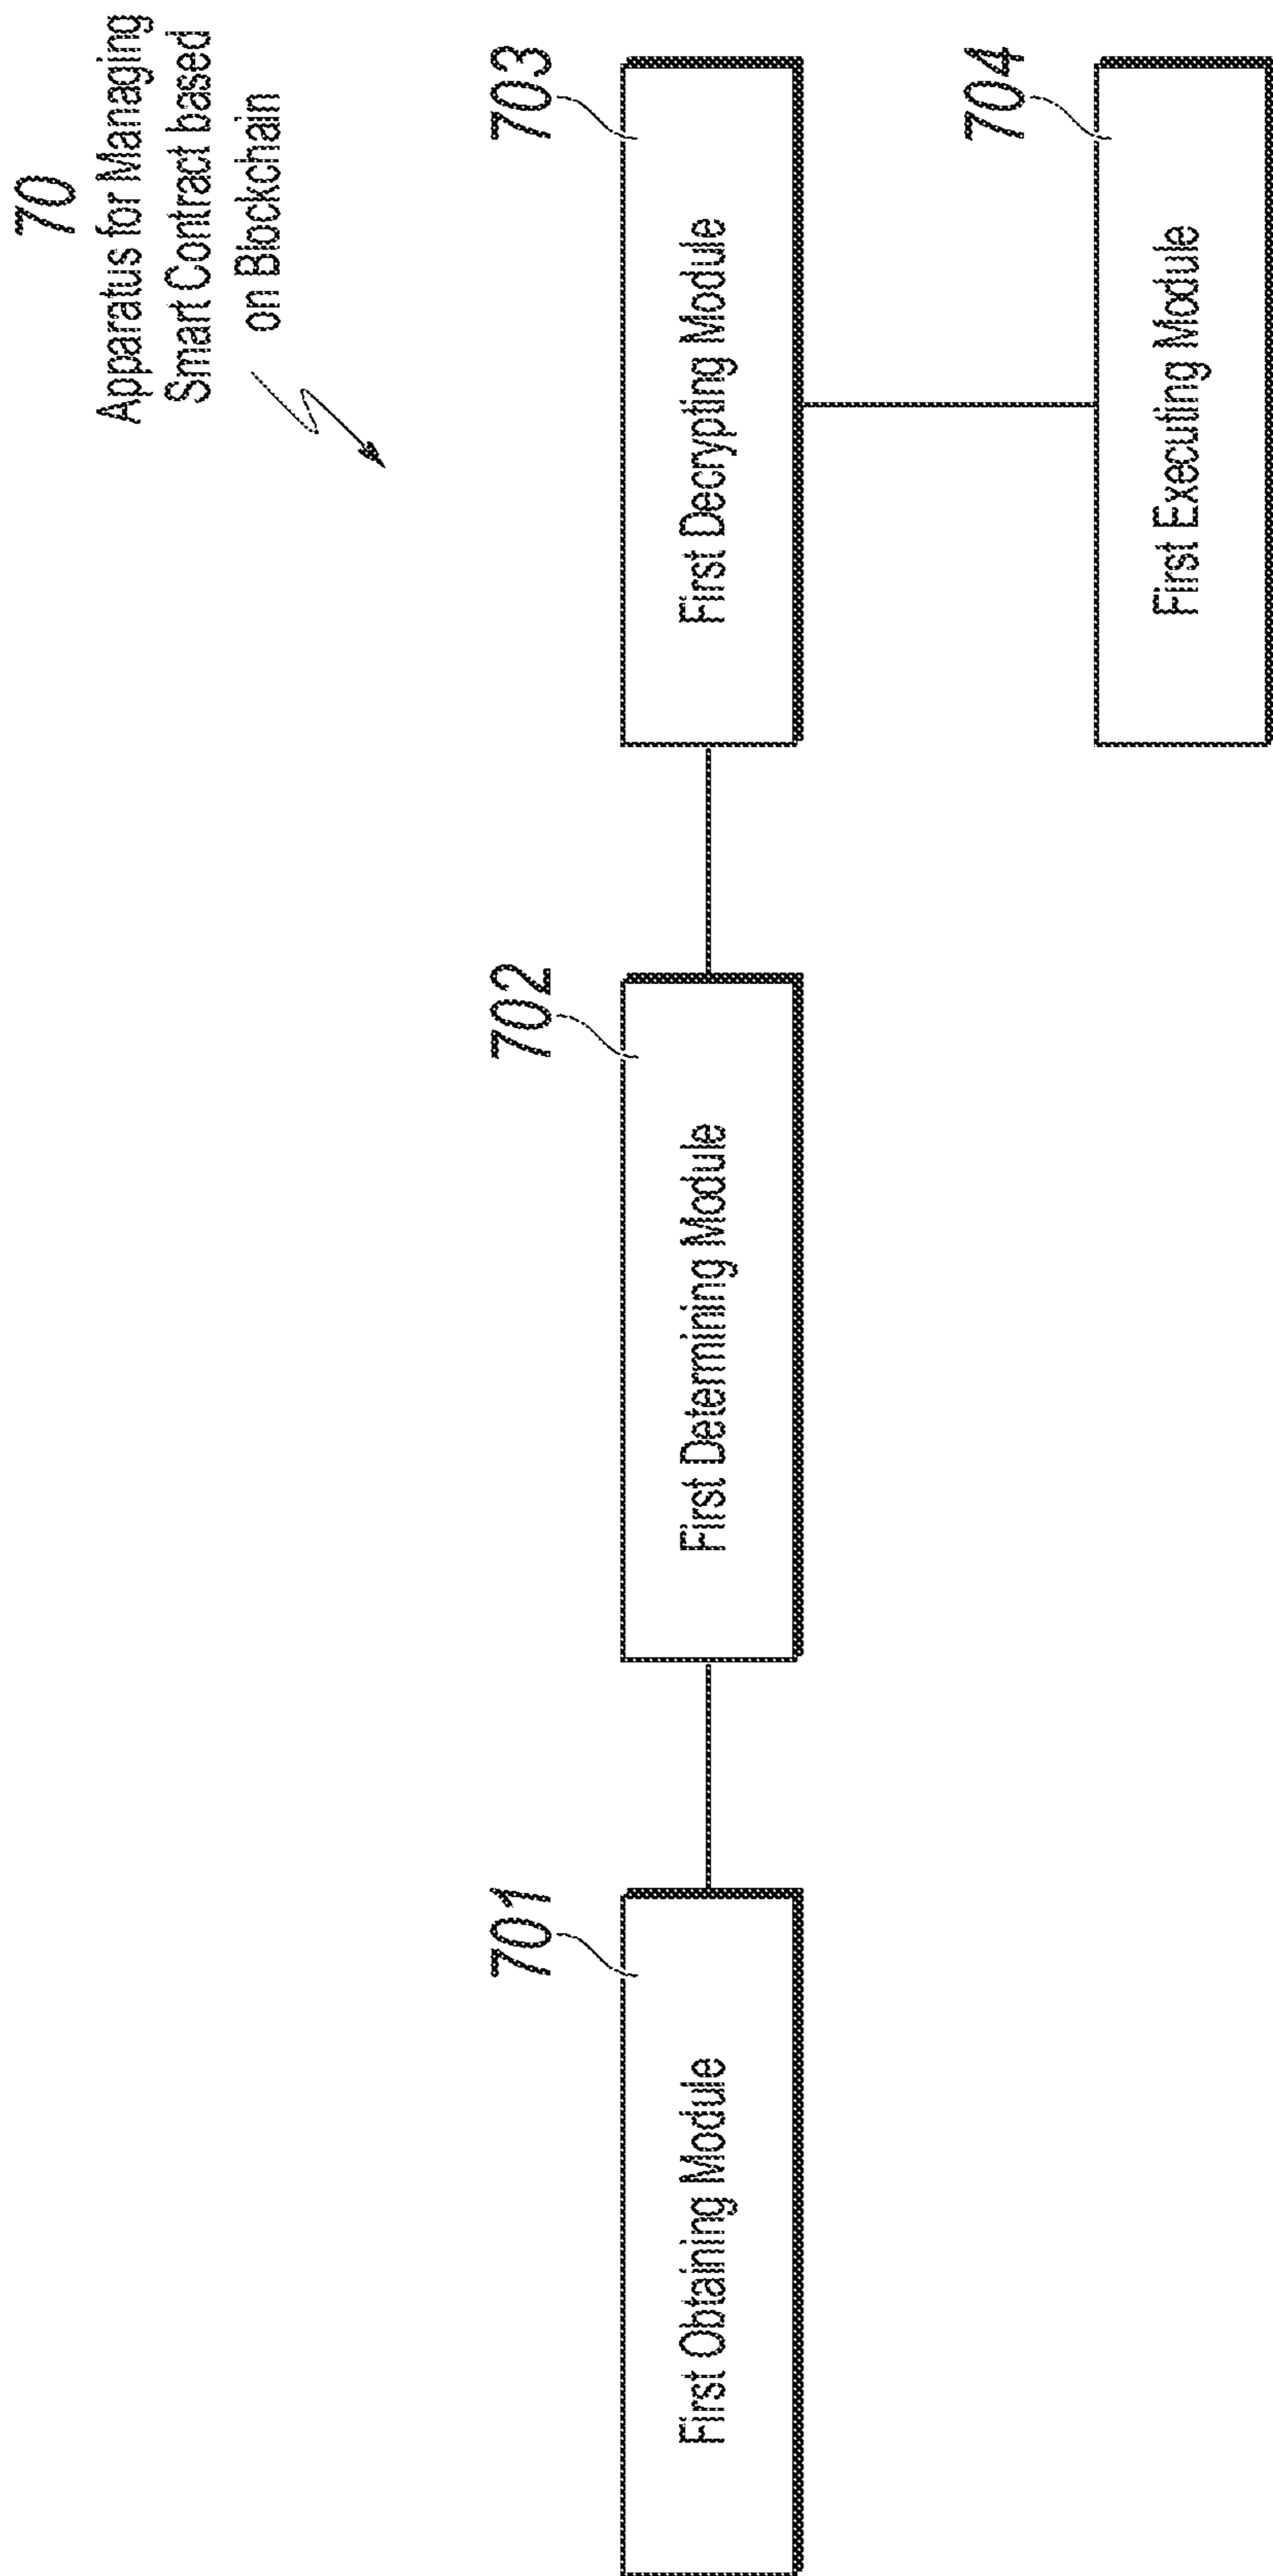 70
Apparatus for Managing
Smart Contract based
on Blockchain
701
First Obtaining Module
702
First Determining Module
703
First Decrypting Module
704
First Executing Module